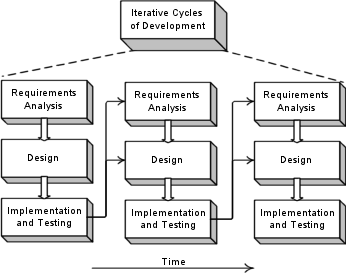 Iterative Cycles
of Development
Requirements
Analysis
Design
Implementation
and Testing
Requirements
Analysis
Design
Implementation
and Testing
Requirements
Analysis
Design
Implementation
and Testing
Time